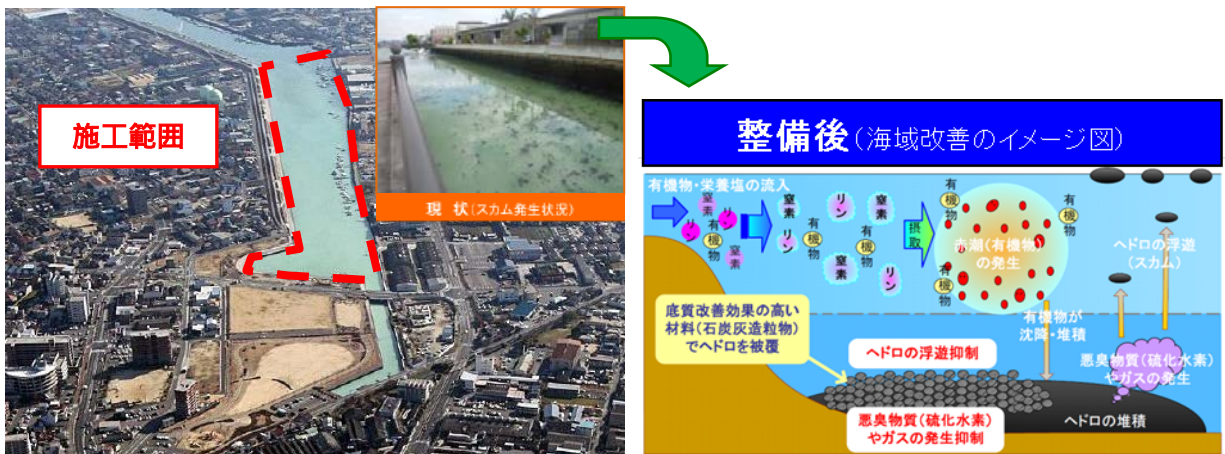 施工範囲
現 状(スカム発生状況)
整備後(海域改善のイメージ図)
有機物・栄養塩の流入
窒素
リン
有機物
窒素
窒素
リン
有機物
リン
窒素
有機物
窒素
リン
摂取
有機物
赤潮(有機物)
の発生
有機物
有機物
ヘドロの浮遊
(スカム)
底質改善効果の高い
材料(石炭灰造粒物)
でヘドロを被覆
ヘドロの浮遊抑制
有機物が
沈降・堆積
悪臭物質(硫化水素)
やガスの発生
悪臭物質(硫化水素)
やガスの発生抑制
ヘドロの堆積